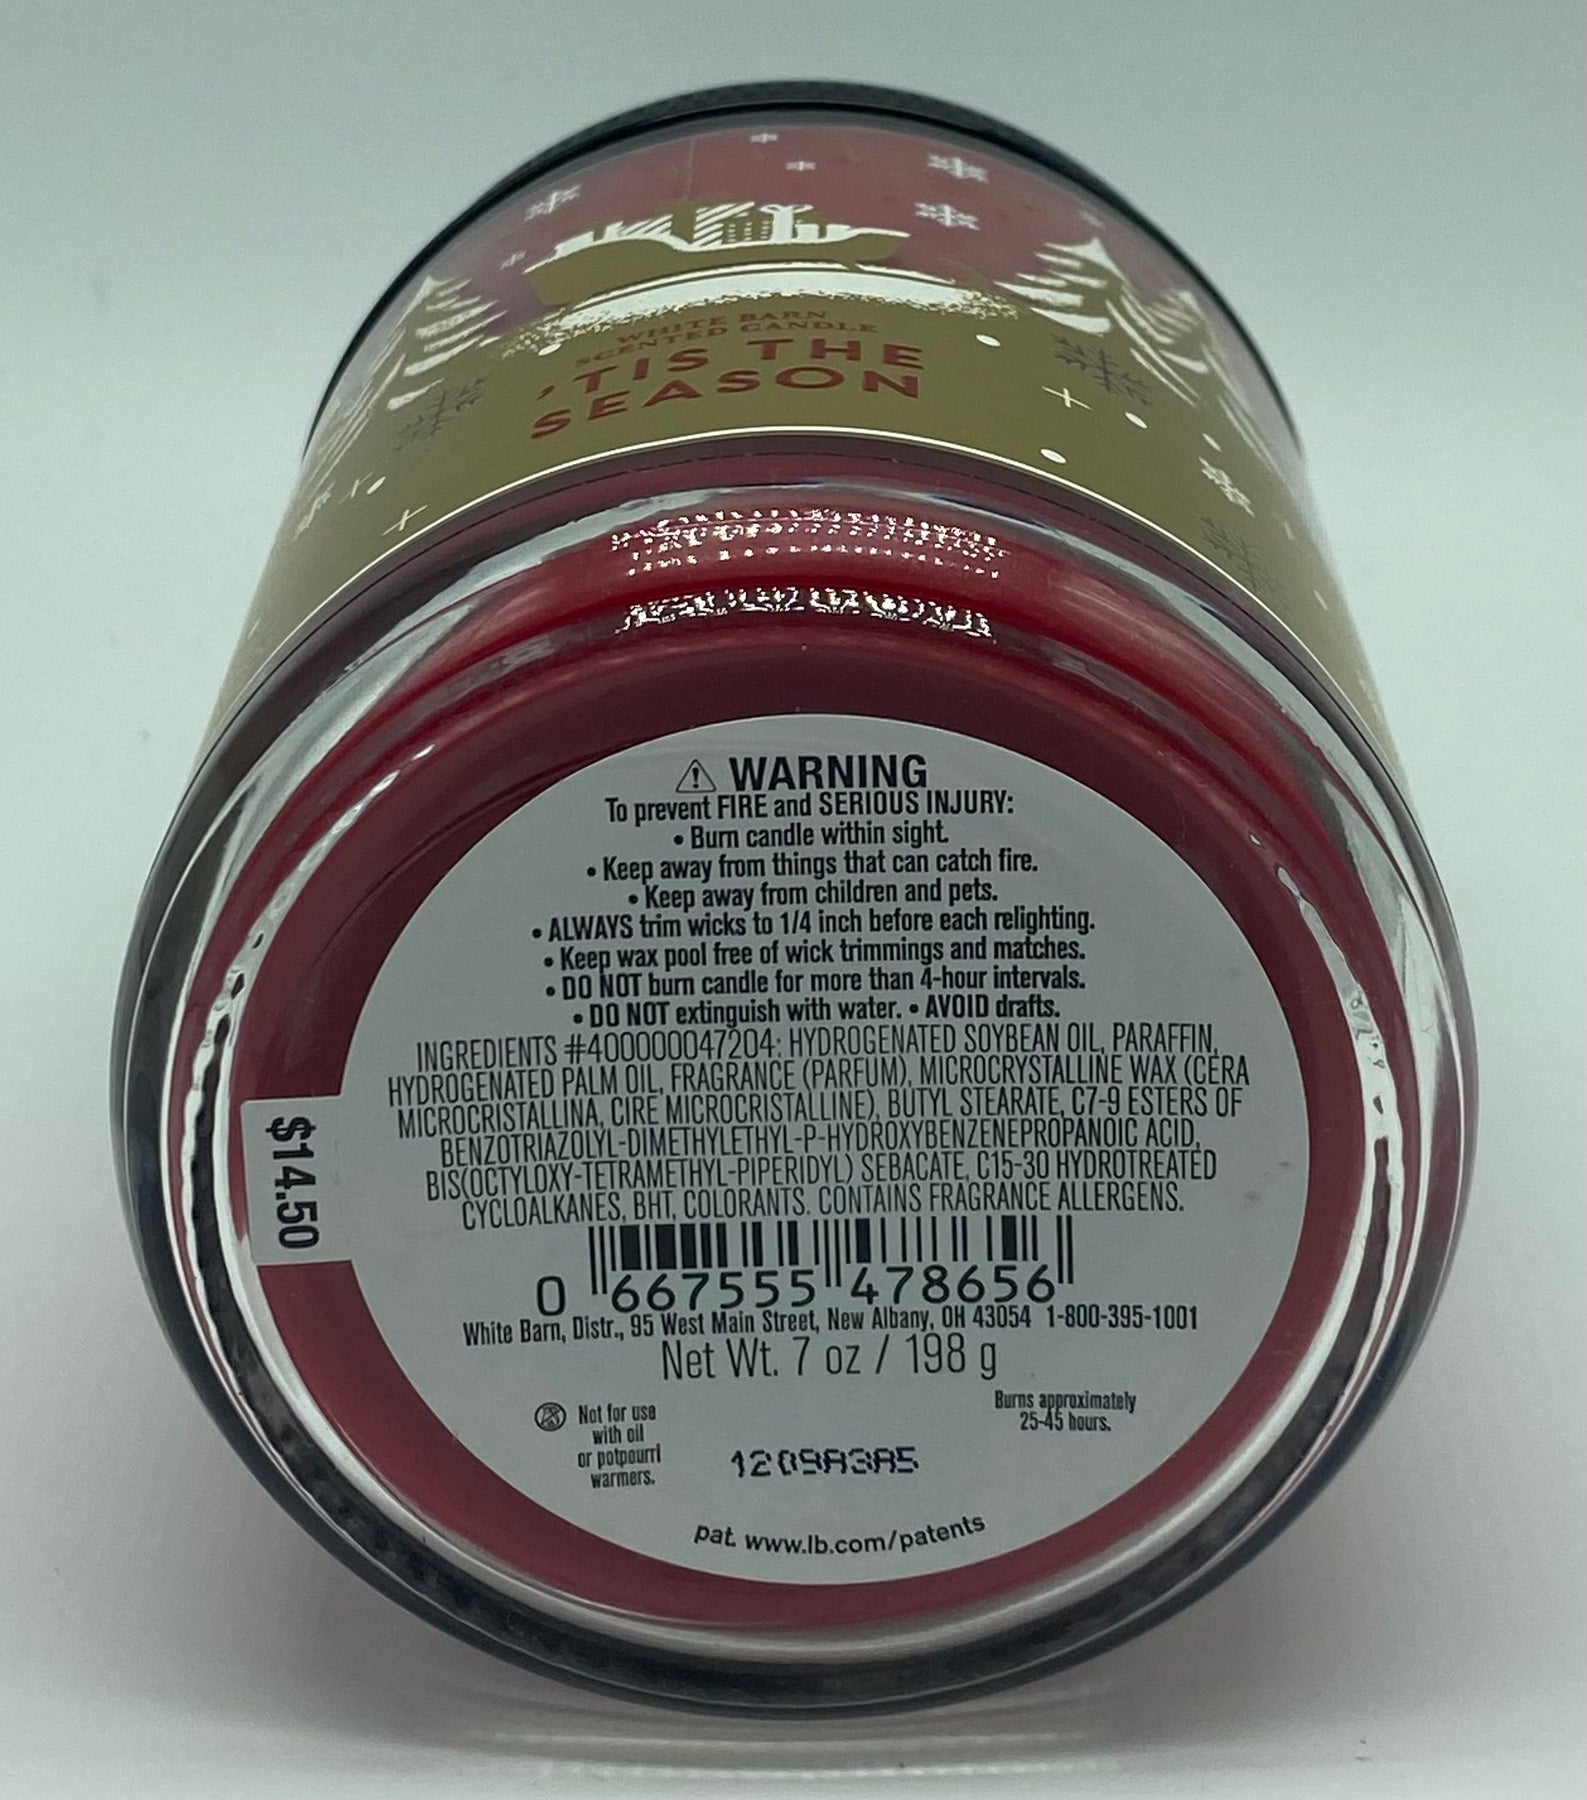 WHITE BARN
SCENTED CANDLE
'TIS THE
SEASON
WARNING
To prevent FIRE and SERIOUS INJURY:
• Burn candle within sight.
• Keep away from things that can catch fire.
• Keep away from children and pets.
• ALWAYS trim wicks to 1/4 inch before each relighting.
• Keep wax pool free of wick trimmings and matches.
• DO NOT burn candle for more than 4-hour intervals.
• DO NOT extinguish with water. • AVOID drafts.
INGREDIENTS #400000047204: HYDROGENATED SOYBEAN OIL, PARAFFIN,
HYDROGENATED PALM OIL, FRAGRANCE (PARFUM), MICROCRYSTALLINE WAX (CERA
MICROCRISTALLINA, CIRE MICROCRISTALLINE), BUTYL STEARATE, C7-9 ESTERS OF
BENZOTRIAZOLYL-DIMETHYLETHYL-P-HYDROXYBENZENEPROPANOIC ACID,
BIS(OCTYLOXY-TETRAMETHYL-PIPERIDYL) SEBACATE, C15-30 HYDROTREATED
CYCLOALKANES, BHT, COLORANTS. CONTAINS FRAGRANCE ALLERGENS.
$14.50
0 667555 478656
White Barn, Distr., 95 West Main Street, New Albany, OH 43054 1-800-395-1001
Net Wt. 7 oz / 198 g
Not for use
with oil
or potpourri
warmers.
Burns approximately
25-45 hours.
1209A3A5
pat. www.lb.com/patents